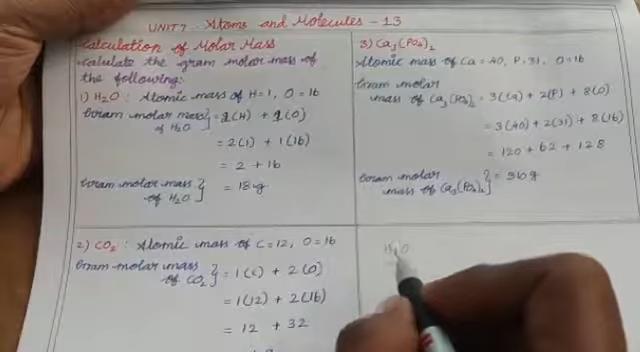 UNIT 7 - Atoms and Molecules - 13
Calculation of Molar Mass
Calculate the gram molar mass of
the following:
1) H₂O : Atomic mass of H=1, O=16
Gram molar mass
of H₂O } = 2(H) + 1(O)
= 2(1) + 1(16)
= 2 + 16
Gram molar mass
of H₂O } = 18g
2) CO₂ : Atomic mass of C=12, O=16
Gram molar mass
of CO₂ } = 1(C) + 2(O)
= 1(12) + 2(16)
= 12 + 32
3) Ca₃(PO₄)₂
Atomic mass of Ca=40, P=31, O=16
Gram molar
mass of Ca₃(PO₄)₂ = 3(Ca) + 2(P) + 8(O)
= 3(40) + 2(31) + 8(16)
= 120 + 62 + 128
Gram molar
mass of Ca₃(PO₄)₂ } = 310g
H₂O